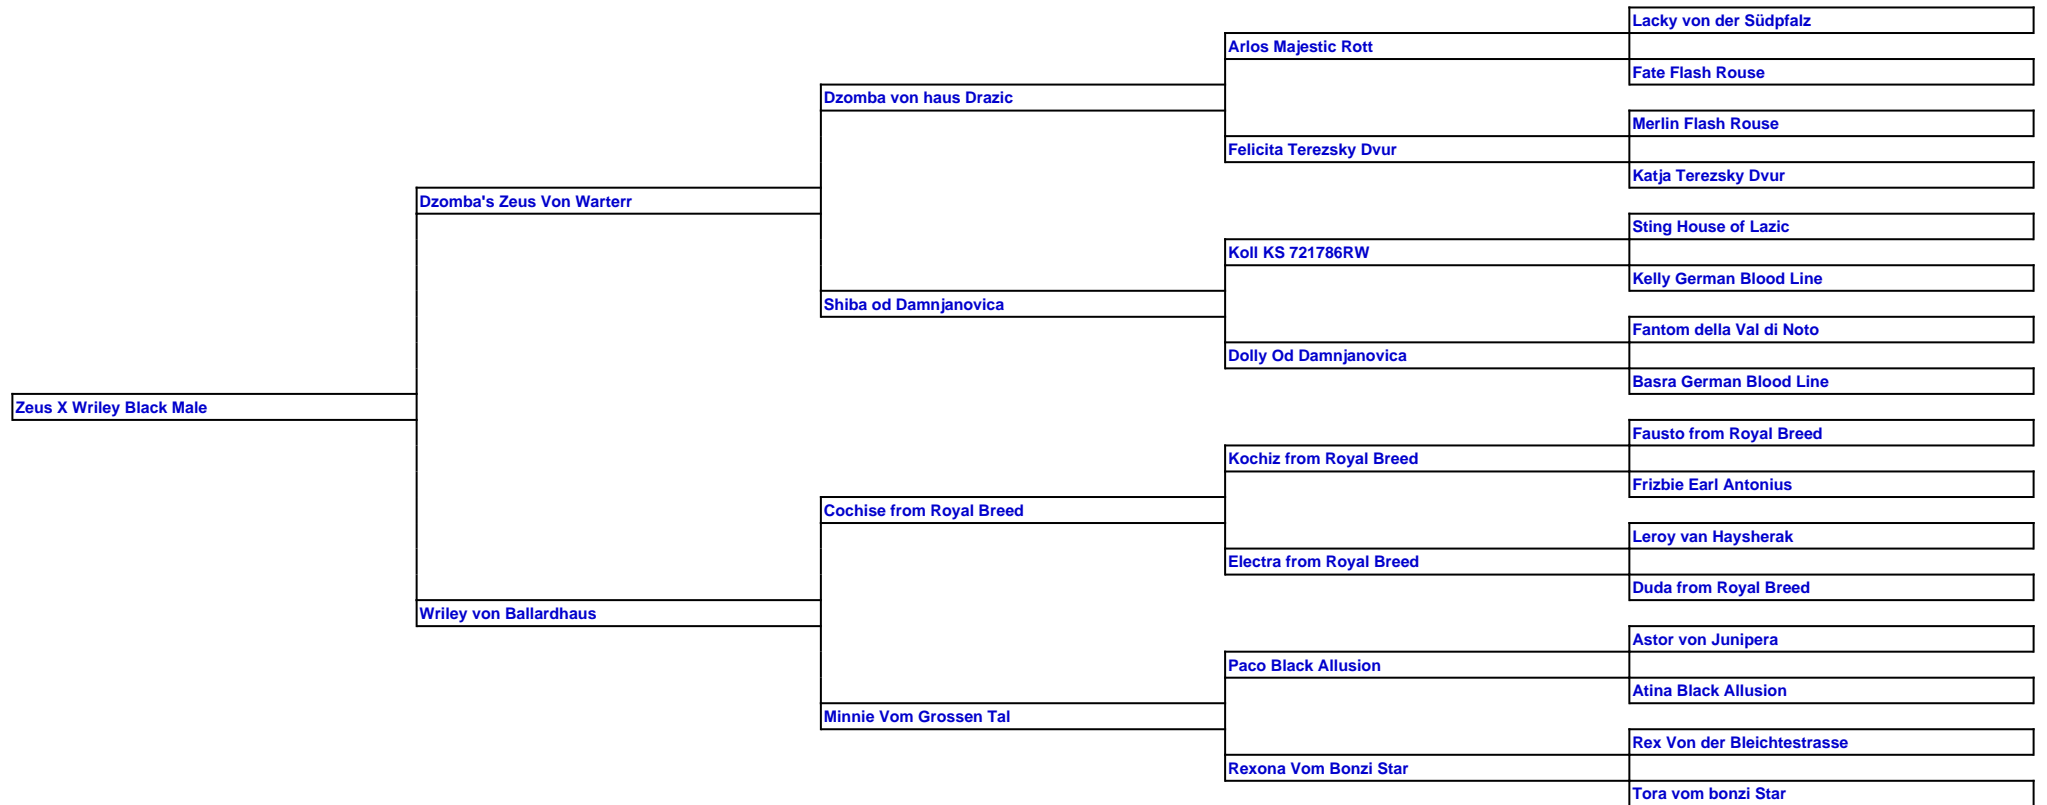 Lacky von der Südpfalz
Arlos Majestic Rott
Fate Flash Rouse
Dzomba von haus Drazic
Merlin Flash Rouse
Felicita Terezsky Dvur
Katja Terezsky Dvur
Dzomba's Zeus Von Warterr
Sting House of Lazic
Koll KS 721786RW
Kelly German Blood Line
Shiba od Damnjanovica
Fantom della Val di Noto
Dolly Od Damnjanovica
Basra German Blood Line
Zeus X Wriley Black Male
Fausto from Royal Breed
Kochiz from Royal Breed
Frizbie Earl Antonius
Cochise from Royal Breed
Leroy van Haysherak
Electra from Royal Breed
Duda from Royal Breed
Wriley von Ballardhaus
Astor von Junipera
Paco Black Allusion
Atina Black Allusion
Minnie Vom Grossen Tal
Rex Von der Bleichtestrasse
Rexona Vom Bonzi Star
Tora vom bonzi Star